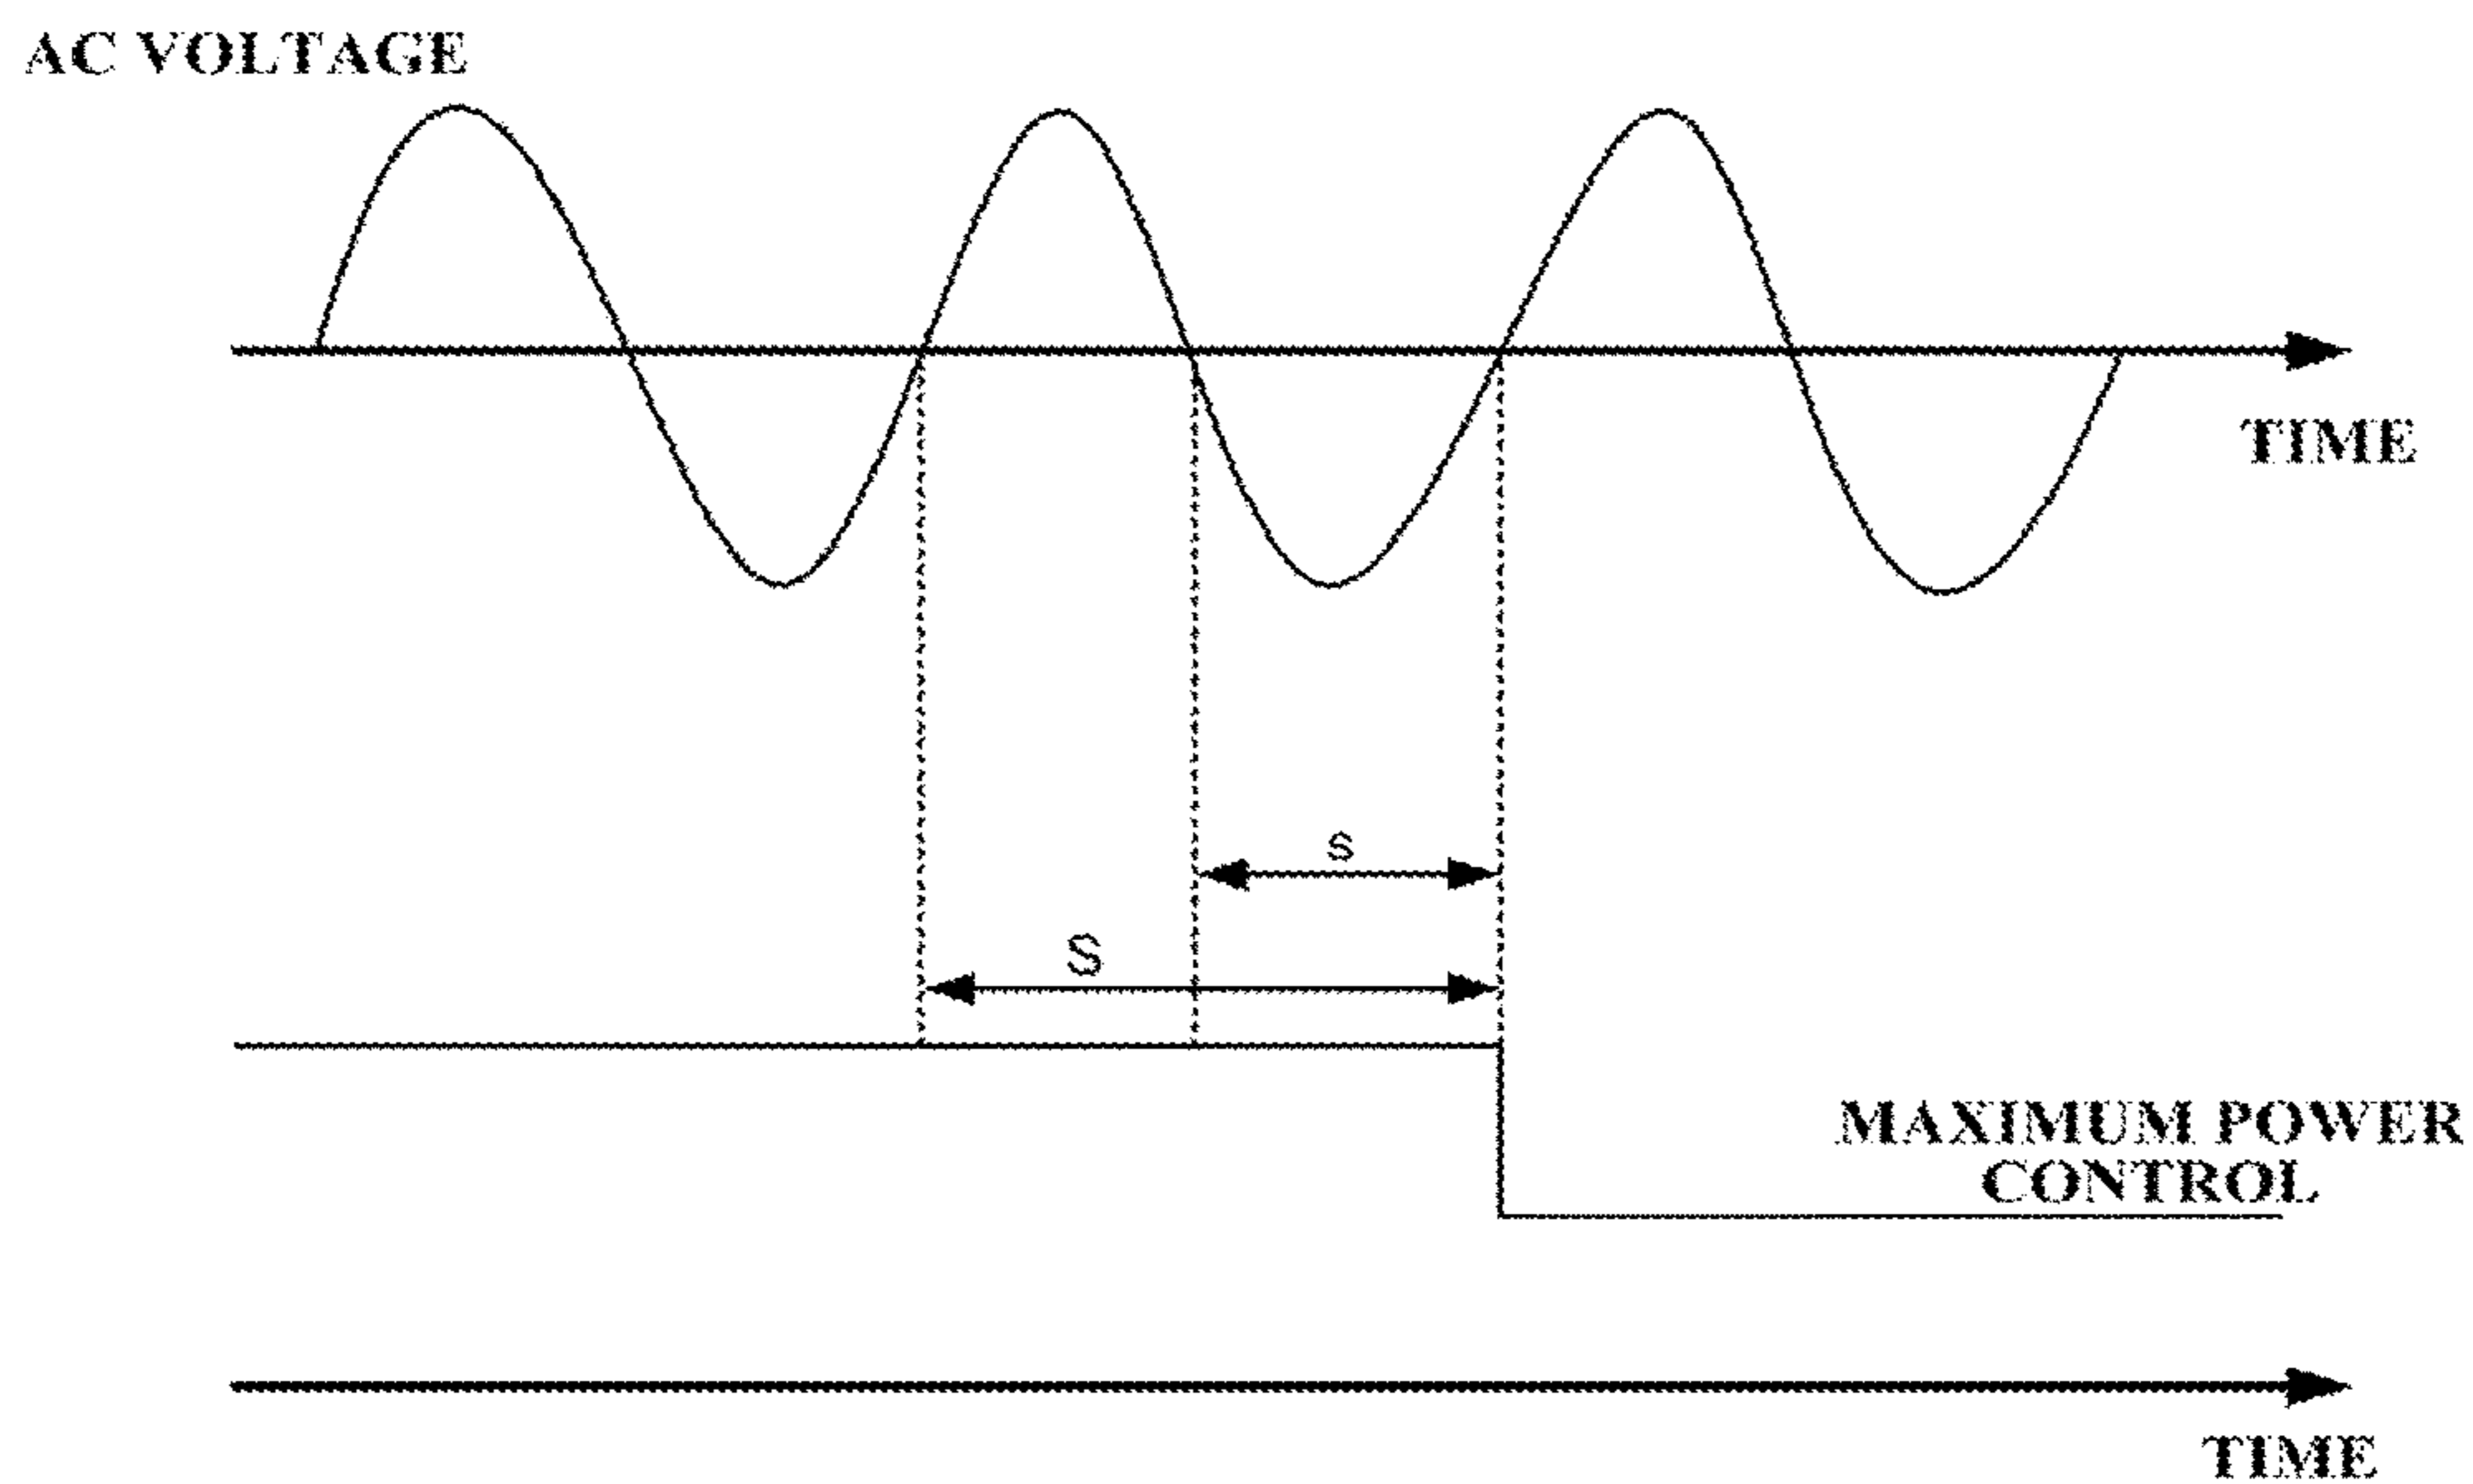 AC VOLTAGE
TIME
s
S
MAXIMUM POWER
CONTROL
TIME